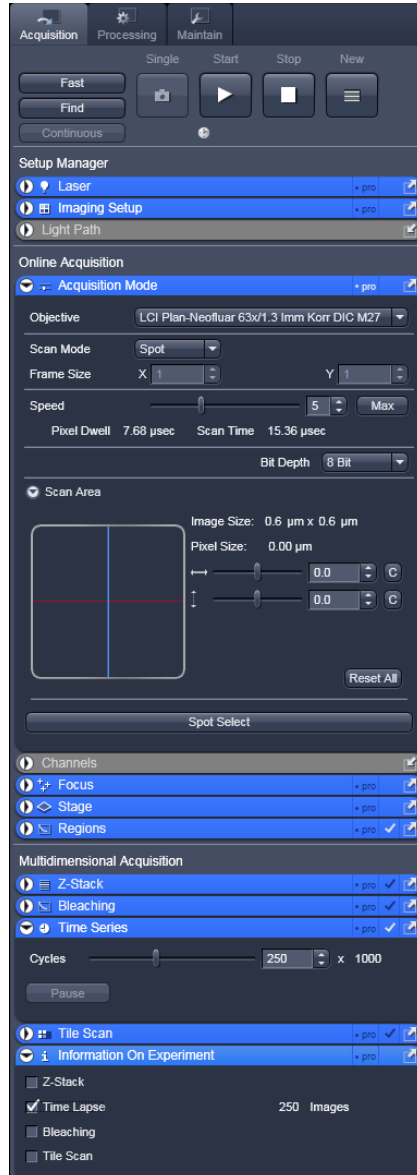 Acquisition Processing Maintain
Single Start Stop New
Fast
Find
Continuous
Setup Manager
Laser • pro
Imaging Setup • pro
Light Path
Online Acquisition
Acquisition Mode • pro
Objective LCI Plan-Neofluar 63x/1.3 Imm Korr DIC M27
Scan Mode Spot
Frame Size X 1 Y 1
Speed 5 Max
Pixel Dwell 7.68 µsec Scan Time 15.36 µsec
Bit Depth 8 Bit
Scan Area
Image Size: 0.6 µm x 0.6 µm
Pixel Size: 0.00 µm
0.0 C
0.0 C
Reset All
Spot Select
Channels
Focus • pro
Stage • pro
Regions • pro
Multidimensional Acquisition
Z-Stack • pro
Bleaching • pro
Time Series • pro
Cycles 250 x 1000
Pause
Tile Scan • pro
Information On Experiment • pro
Z-Stack
Time Lapse 250 Images
Bleaching
Tile Scan